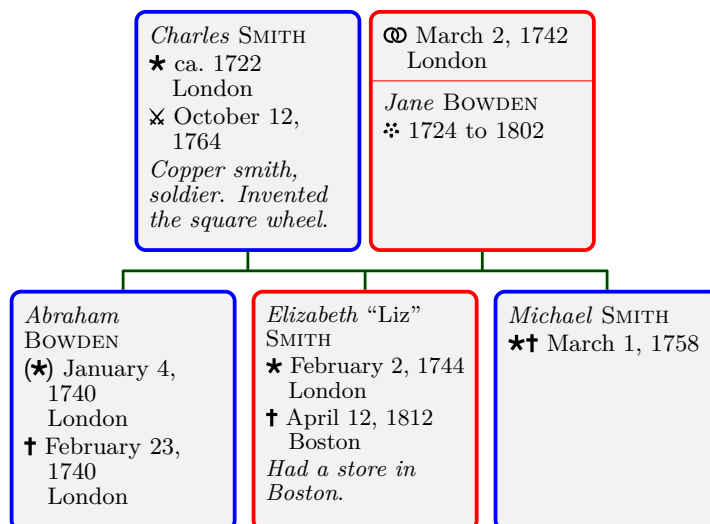 Charles SMITH
* ca. 1722
London
⚔ October 12,
1764
Copper smith,
soldier. Invented
the square wheel.
⚭ March 2, 1742
London
Jane BOWDEN
⁘ 1724 to 1802
Abraham
BOWDEN
(*) January 4,
1740
London
† February 23,
1740
London
Elizabeth “Liz”
SMITH
* February 2, 1744
London
† April 12, 1812
Boston
Had a store in
Boston.
Michael SMITH
*† March 1, 1758